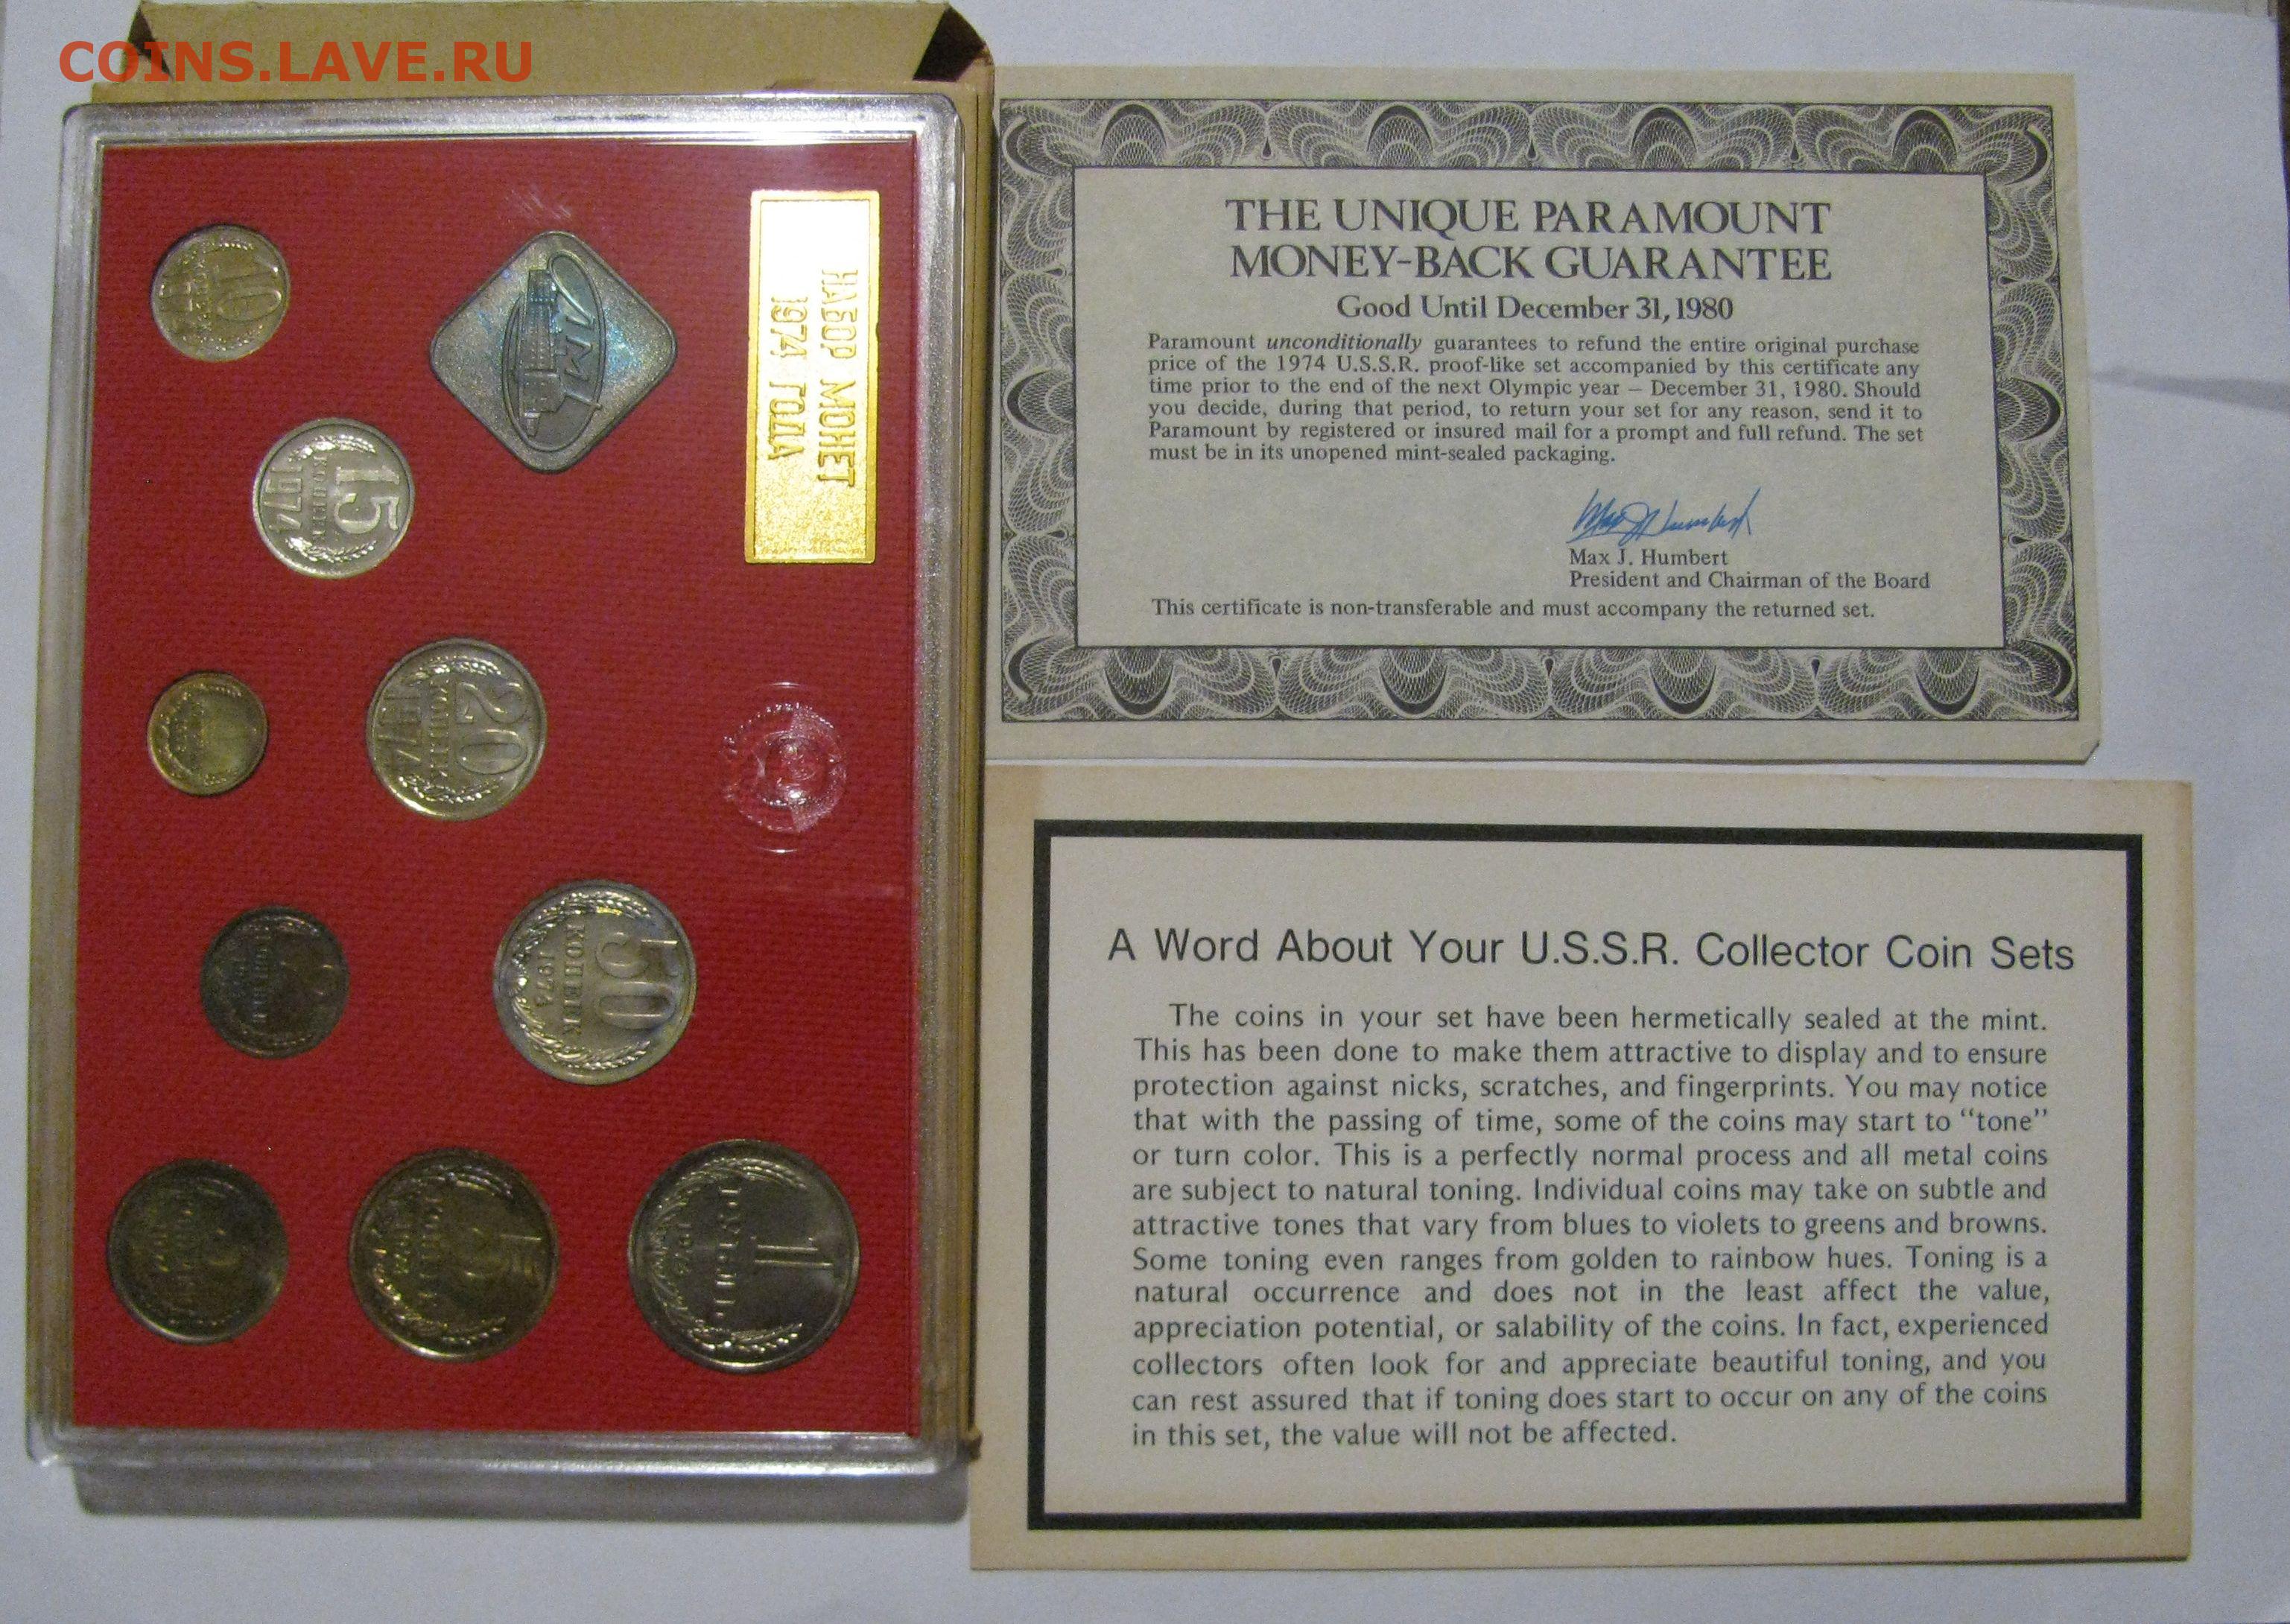 COINS.LAVE.RU
НАБОР МОНЕТ
1974 ГОДА
ЛМД
10
КОПЕЕК
15
КОПЕЕК
1974
20
КОПЕЕК
1974
50
КОПЕЕК
1974
КОПЕЕК
1974
1
РУБЛЬ
1974
THE UNIQUE PARAMOUNT
MONEY-BACK GUARANTEE
Good Until December 31, 1980
Paramount unconditionally guarantees to refund the entire original purchase
price of the 1974 U.S.S.R. proof-like set accompanied by this certificate any
time prior to the end of the next Olympic year — December 31, 1980. Should
you decide, during that period, to return your set for any reason, send it to
Paramount by registered or insured mail for a prompt and full refund. The set
must be in its unopened mint-sealed packaging.
Max J. Humbert
Max J. Humbert
President and Chairman of the Board
This certificate is non-transferable and must accompany the returned set.
A Word About Your U.S.S.R. Collector Coin Sets
The coins in your set have been hermetically sealed at the mint.
This has been done to make them attractive to display and to ensure
protection against nicks, scratches, and fingerprints. You may notice
that with the passing of time, some of the coins may start to “tone”
or turn color. This is a perfectly normal process and all metal coins
are subject to natural toning. Individual coins may take on subtle and
attractive tones that vary from blues to violets to greens and browns.
Some toning even ranges from golden to rainbow hues. Toning is a
natural occurrence and does not in the least affect the value,
appreciation potential, or salability of the coins. In fact, experienced
collectors often look for and appreciate beautiful toning, and you
can rest assured that if toning does start to occur on any of the coins
in this set, the value will not be affected.